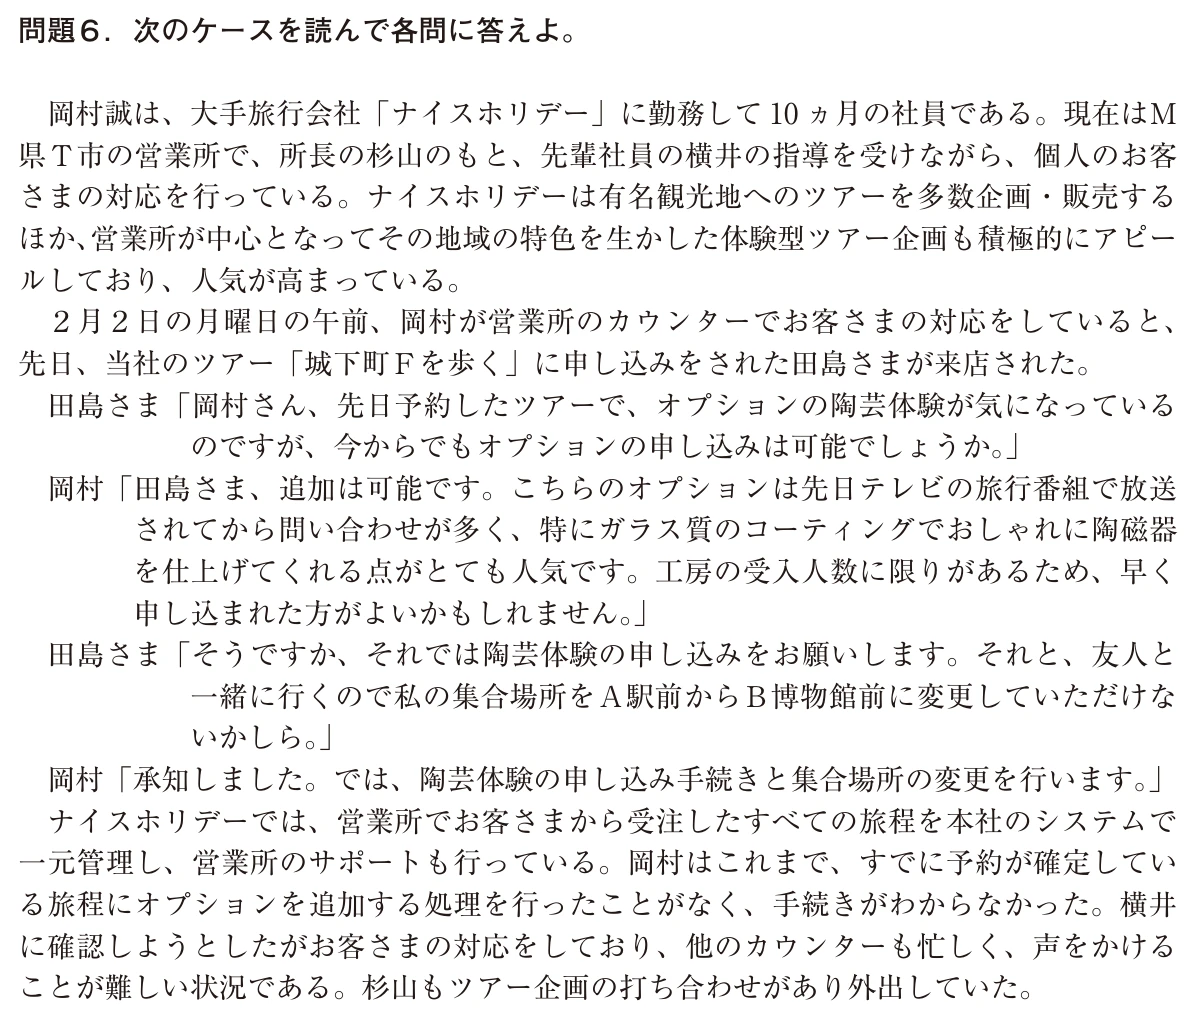 問題６．次のケースを読んで各問に答えよ。
岡村誠は、大手旅行会社「ナイスホリデー」に勤務して 10 ヵ月の社員である。現在はＭ
県Ｔ市の営業所で、所長の杉山のもと、先輩社員の横井の指導を受けながら、個人のお客
さまの対応を行っている。ナイスホリデーは有名観光地へのツアーを多数企画・販売する
ほか、営業所が中心となってその地域の特色を生かした体験型ツアー企画も積極的にアピー
ルしており、人気が高まっている。
２月２日の月曜日の午前、岡村が営業所のカウンターでお客さまの対応をしていると、
先日、当社のツアー「城下町Ｆを歩く」に申し込みをされた田島さまが来店された。
田島さま「岡村さん、先日予約したツアーで、オプションの陶芸体験が気になっている
のですが、今からでもオプションの申し込みは可能でしょうか。」
岡村「田島さま、追加は可能です。こちらのオプションは先日テレビの旅行番組で放送
されてから問い合わせが多く、特にガラス質のコーティングでおしゃれに陶磁器
を仕上げてくれる点がとても人気です。工房の受入人数に限りがあるため、早く
申し込まれた方がよいかもしれません。」
田島さま「そうですか、それでは陶芸体験の申し込みをお願いします。それと、友人と
一緒に行くので私の集合場所をＡ駅前からＢ博物館前に変更していただけな
いかしら。」
岡村「承知しました。では、陶芸体験の申し込み手続きと集合場所の変更を行います。」
ナイスホリデーでは、営業所でお客さまから受注したすべての旅程を本社のシステムで
一元管理し、営業所のサポートも行っている。岡村はこれまで、すでに予約が確定してい
る旅程にオプションを追加する処理を行ったことがなく、手続きがわからなかった。横井
に確認しようとしたがお客さまの対応をしており、他のカウンターも忙しく、声をかける
ことが難しい状況である。杉山もツアー企画の打ち合わせがあり外出していた。